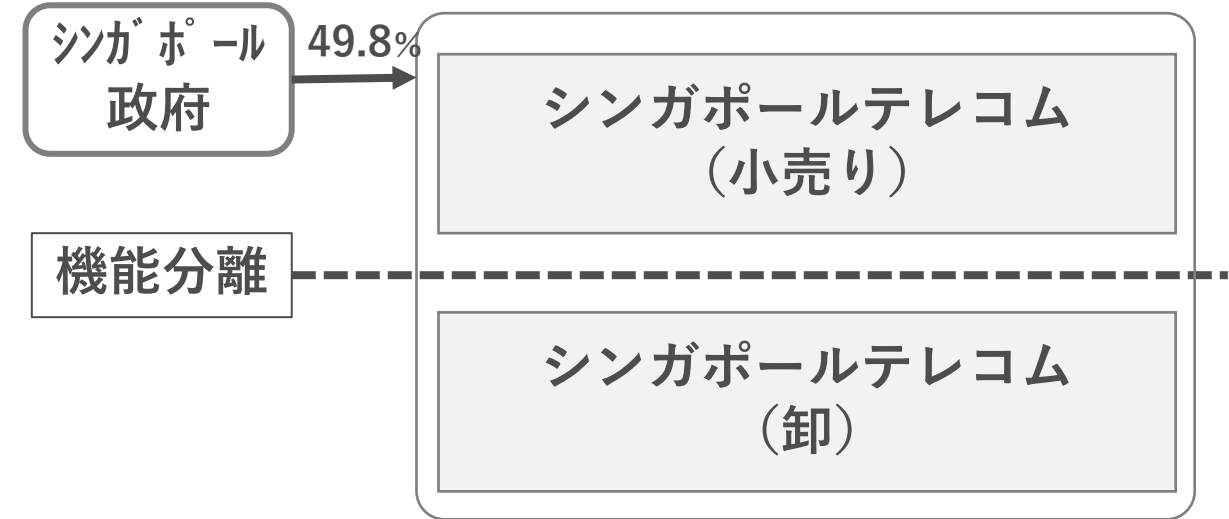 ｼﾝｶﾞﾎﾟｰﾙ
政府
49.8%
シンガポールテレコム
（小売り）
機能分離
シンガポールテレコム
（卸）